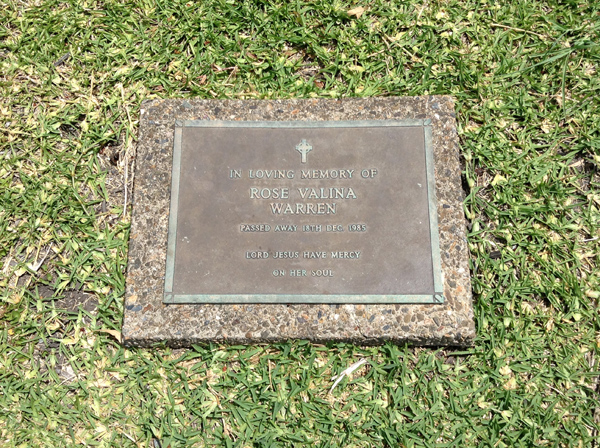 IN LOVING MEMORY OF
ROSE VALINA
WARREN
PASSED AWAY 18TH DEC. 1985
LORD JESUS HAVE MERCY
ON HER SOUL